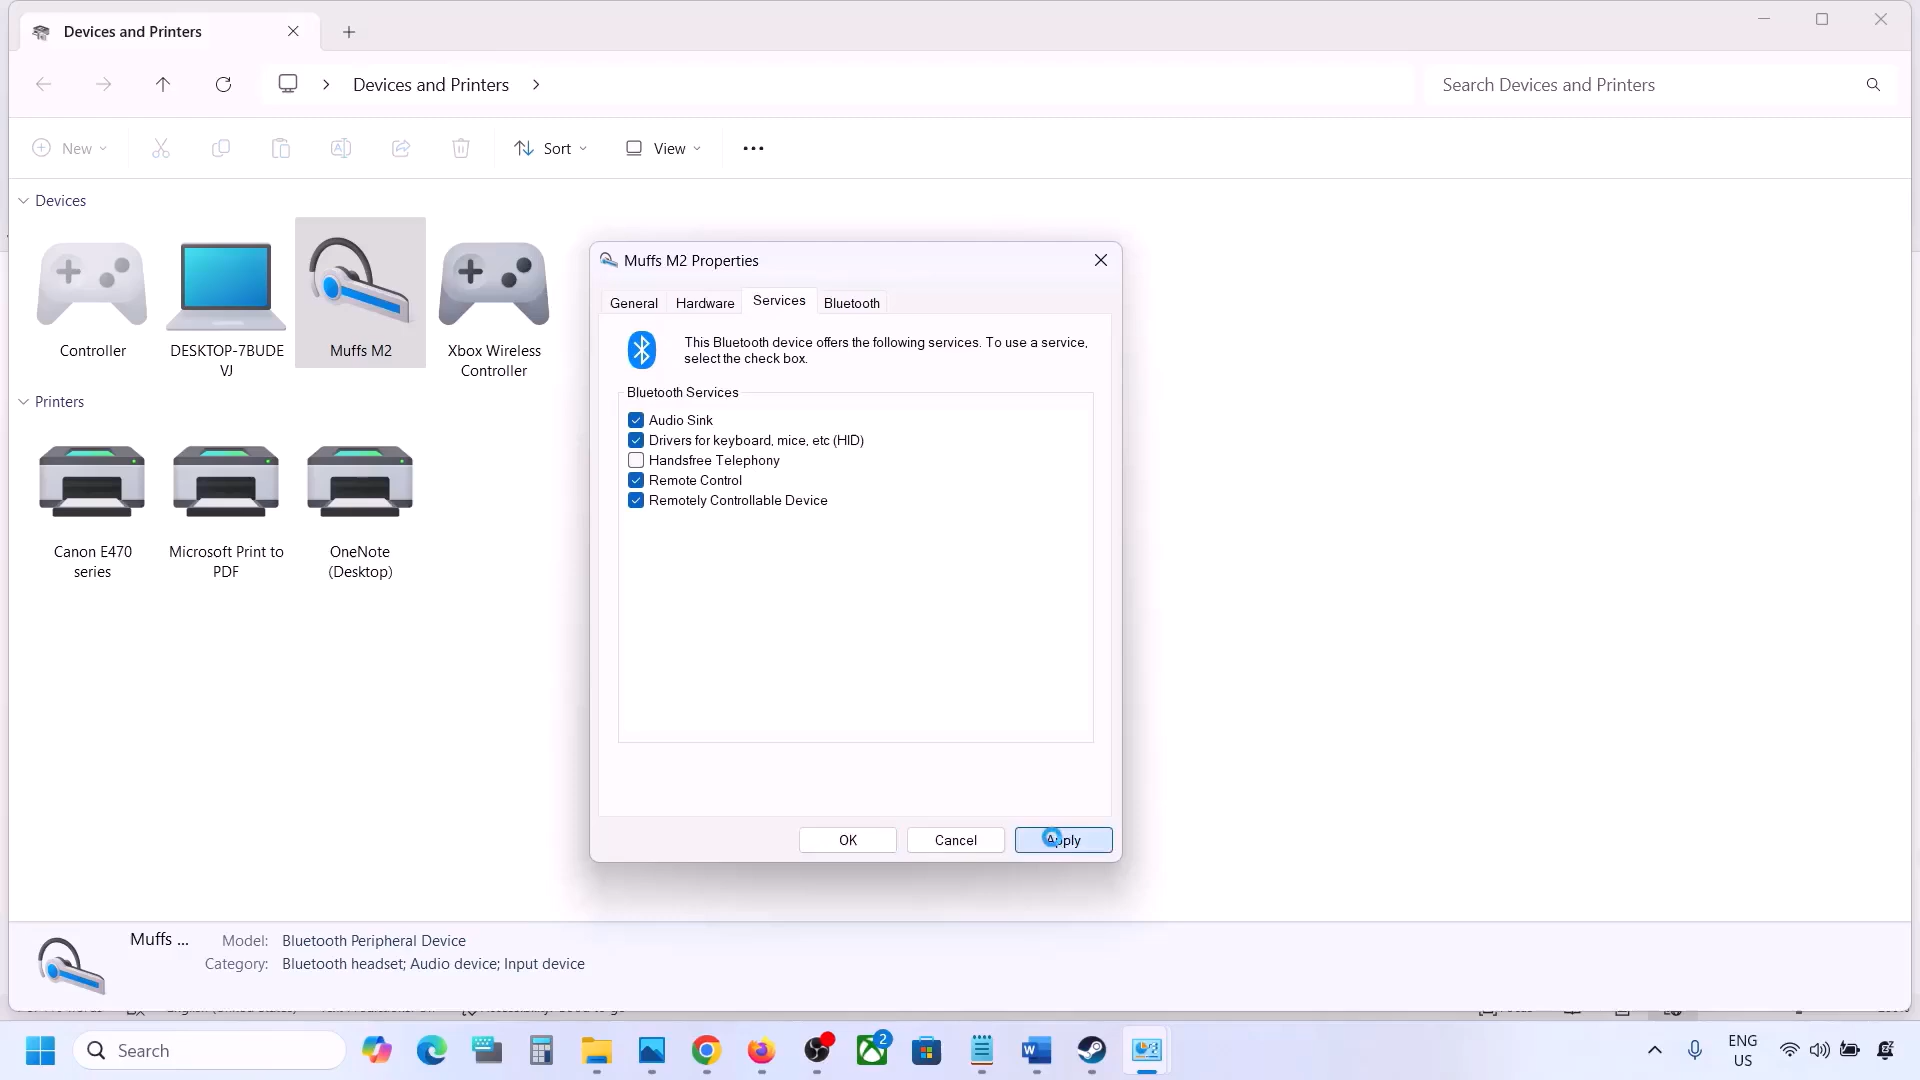 Devices and Printers
Devices and Printers
Search Devices and Printers
New
Sort
View
Devices
Controller
DESKTOP-7BUDE
VJ
Muffs M2
Xbox Wireless
Controller
Printers
Canon E470
series
Microsoft Print to
PDF
OneNote
(Desktop)
Muffs M2 Properties
General
Hardware
Services
Bluetooth
This Bluetooth device offers the following services. To use a service,
select the check box.
Bluetooth Services
Audio Sink
Drivers for keyboard, mice, etc (HID)
Handsfree Telephony
Remote Control
Remotely Controllable Device
OK
Cancel
Apply
Muffs ...
Model: Bluetooth Peripheral Device
Category: Bluetooth headset; Audio device; Input device
Search
2
ENG
US